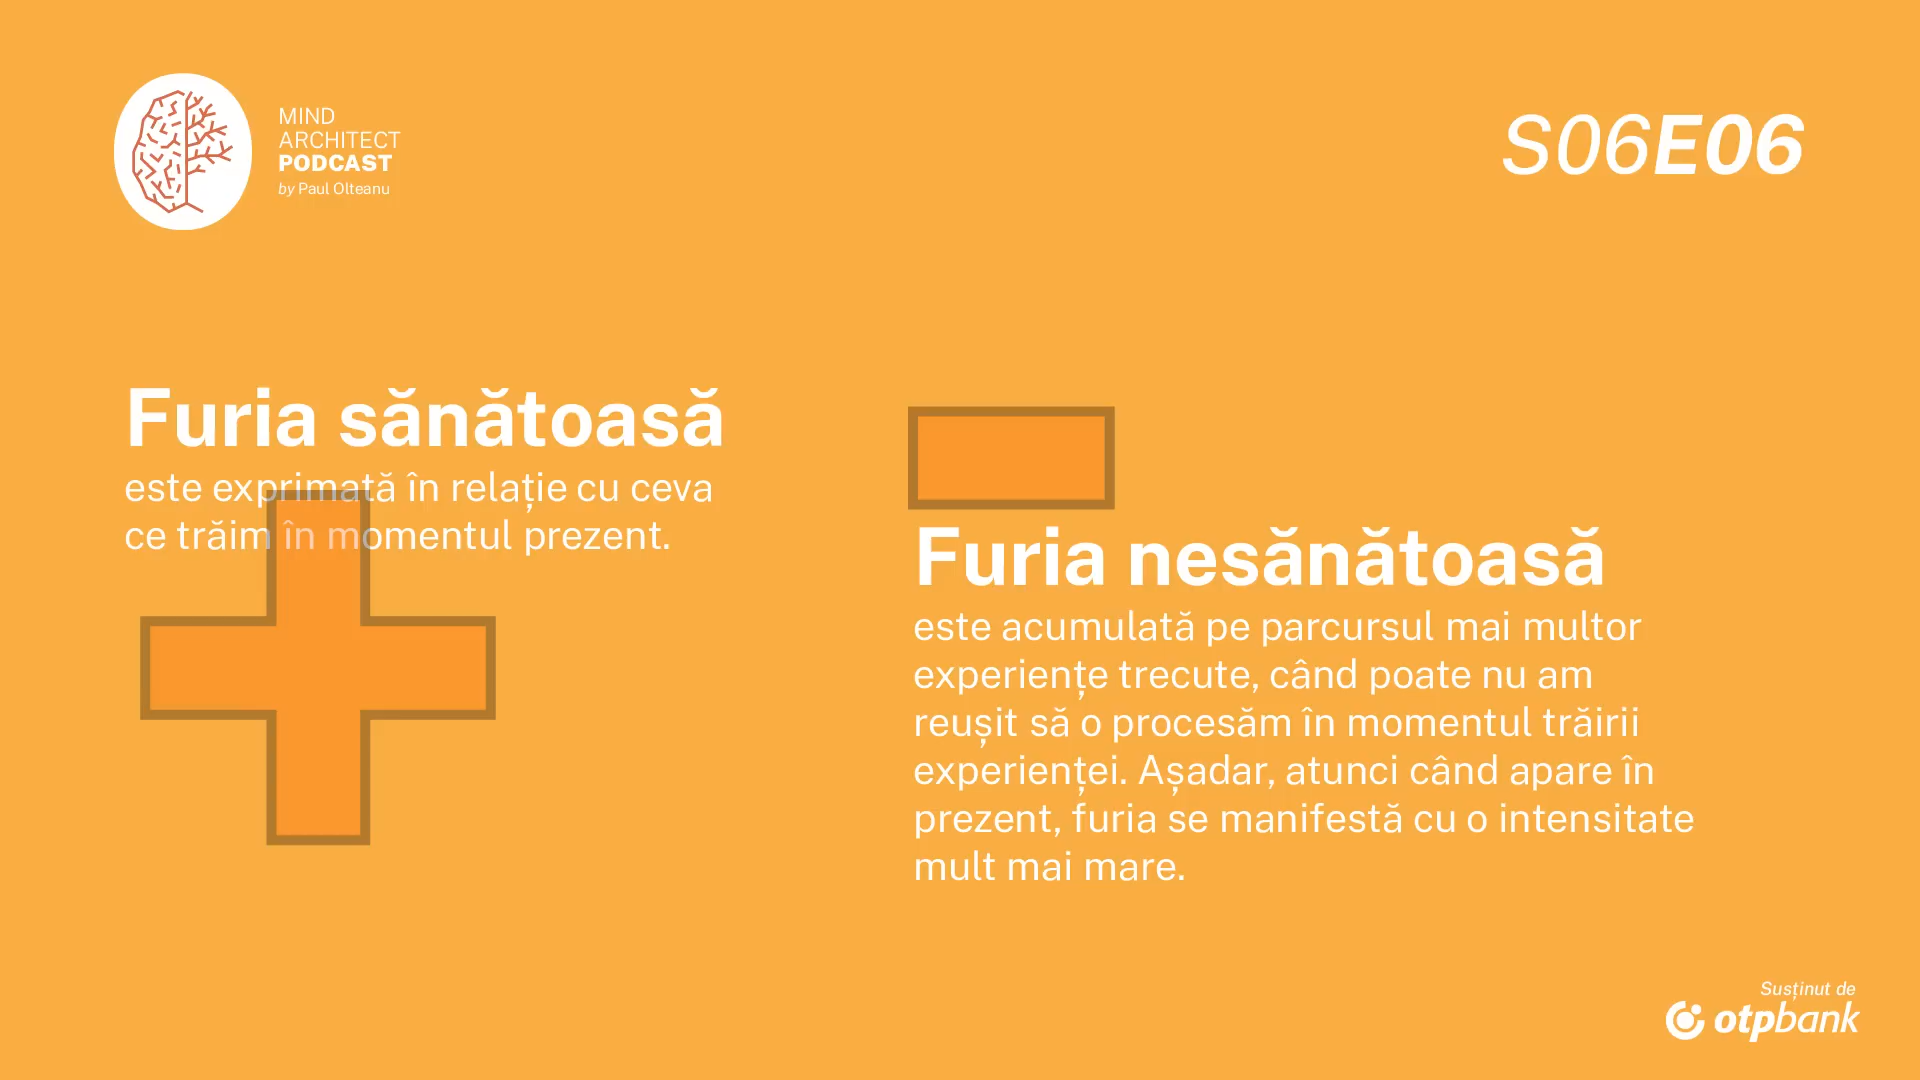 MIND
ARCHITECT
PODCAST
by Paul Olteanu
S06E06
Furia sănătoasă
este exprimată în relație cu ceva
ce trăim în momentul prezent.
Furia nesănătoasă
este acumulată pe parcursul mai multor
experiențe trecute, când poate nu am
reușit să o procesăm în momentul trăirii
experienței. Așadar, atunci când apare în
prezent, furia se manifestă cu o intensitate
mult mai mare.
Susținut de
otpbank